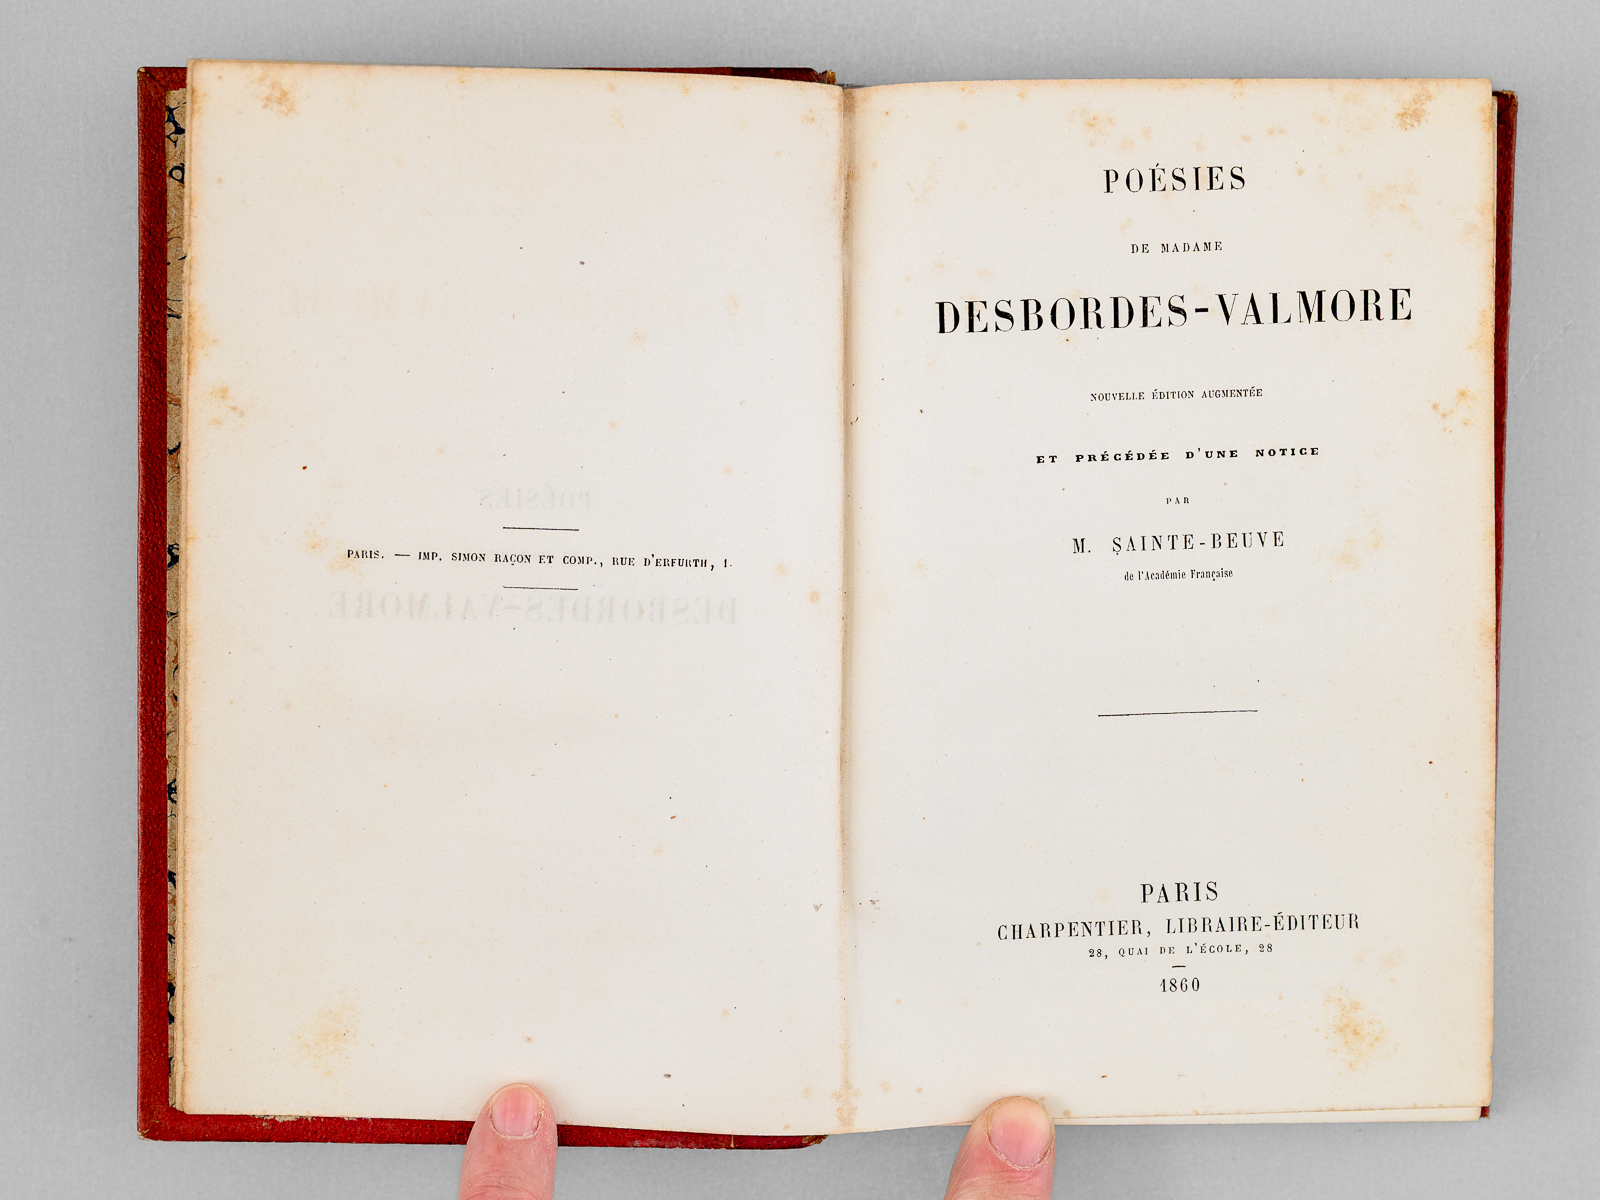 PARIS. — IMP. SIMON RAÇON ET COMP., RUE D'ERFURTH, 1.
POÉSIES
DE MADAME
DESBORDES-VALMORE
NOUVELLE ÉDITION AUGMENTÉE
ET PRÉCÉDÉE D'UNE NOTICE
PAR
M. SAINTE-BEUVE
de l'Académie Française
PARIS
CHARPENTIER, LIBRAIRE-ÉDITEUR
28, QUAI DE L'ÉCOLE, 28
1860